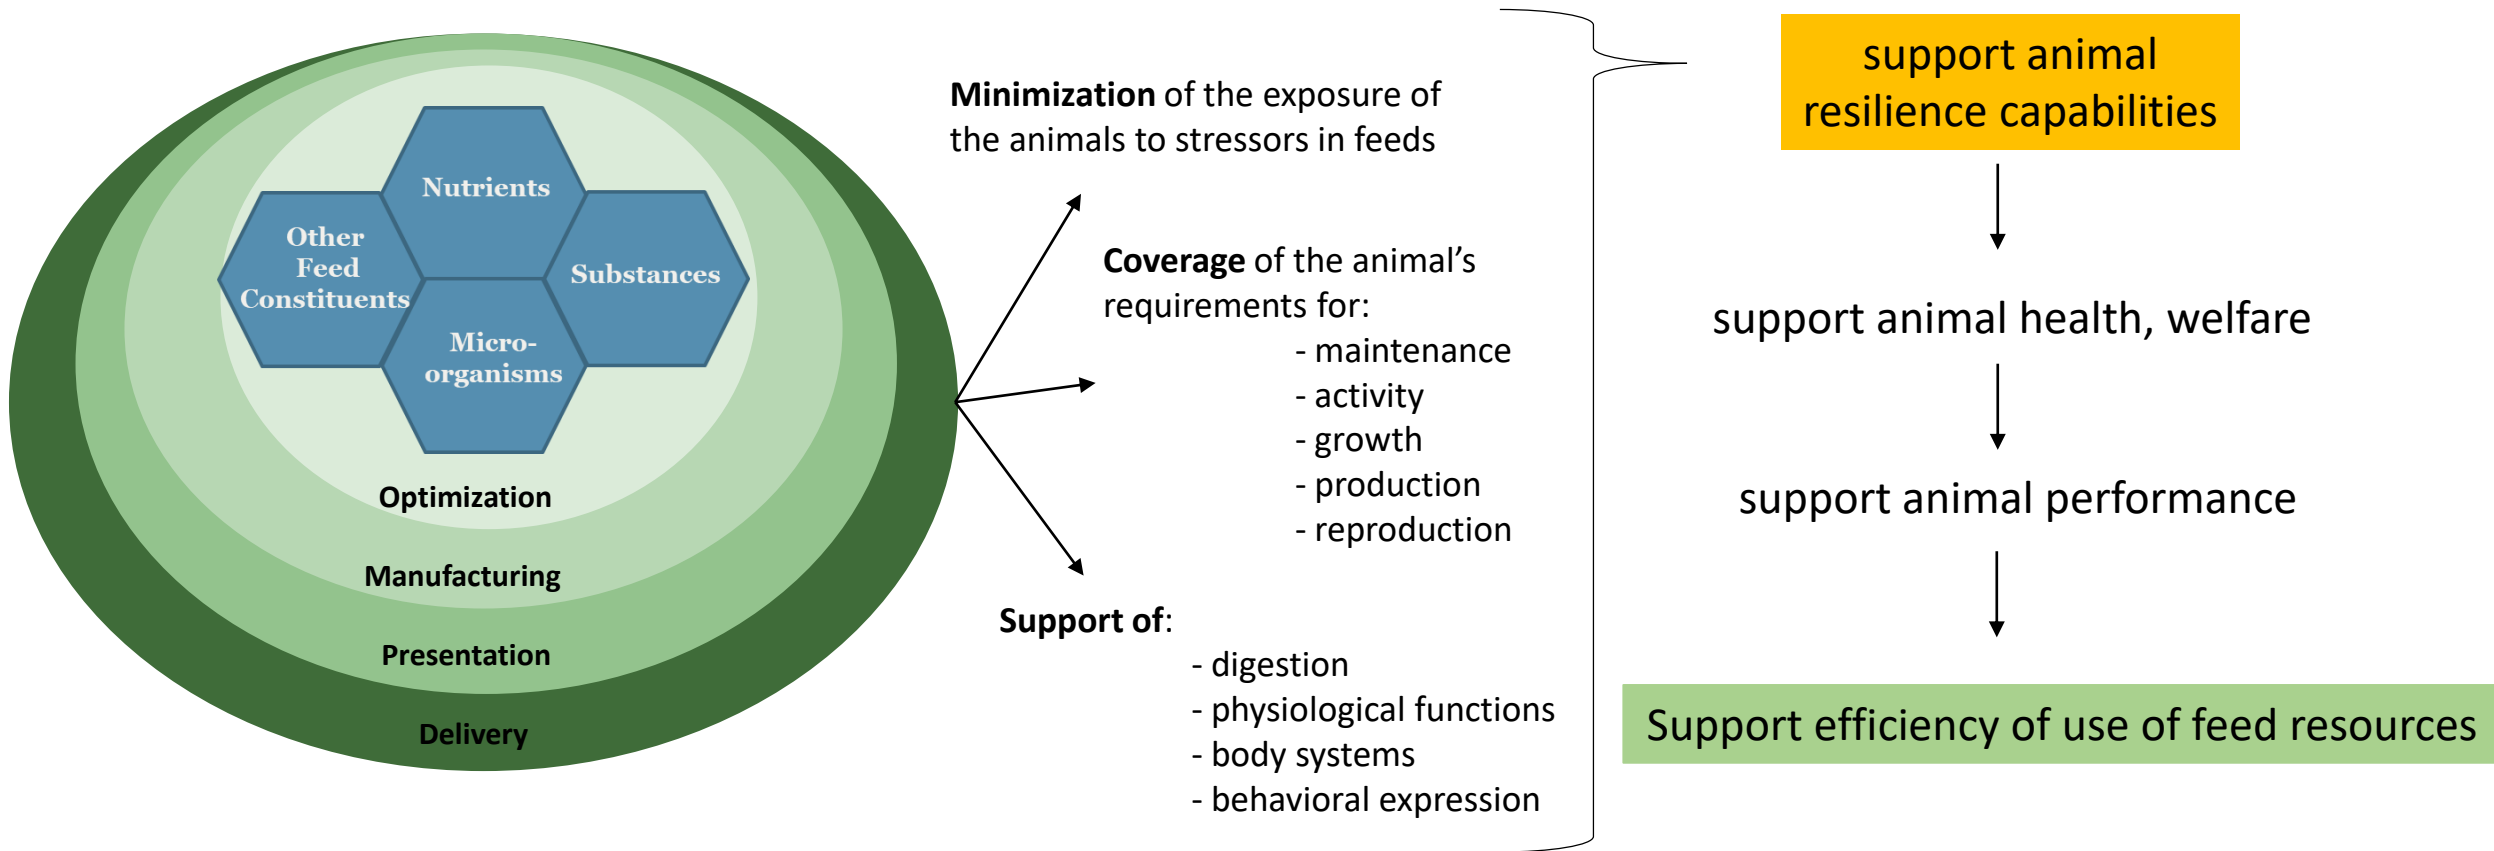 Nutrients
Other
Feed
Constituents
Substances
Micro-
organisms
Optimization
Manufacturing
Presentation
Delivery
Minimization of the exposure of
the animals to stressors in feeds
Coverage of the animal’s
requirements for:
- maintenance
- activity
- growth
- production
- reproduction
Support of:
- digestion
- physiological functions
- body systems
- behavioral expression
support animal
resilience capabilities
support animal health, welfare
support animal performance
Support efficiency of use of feed resources